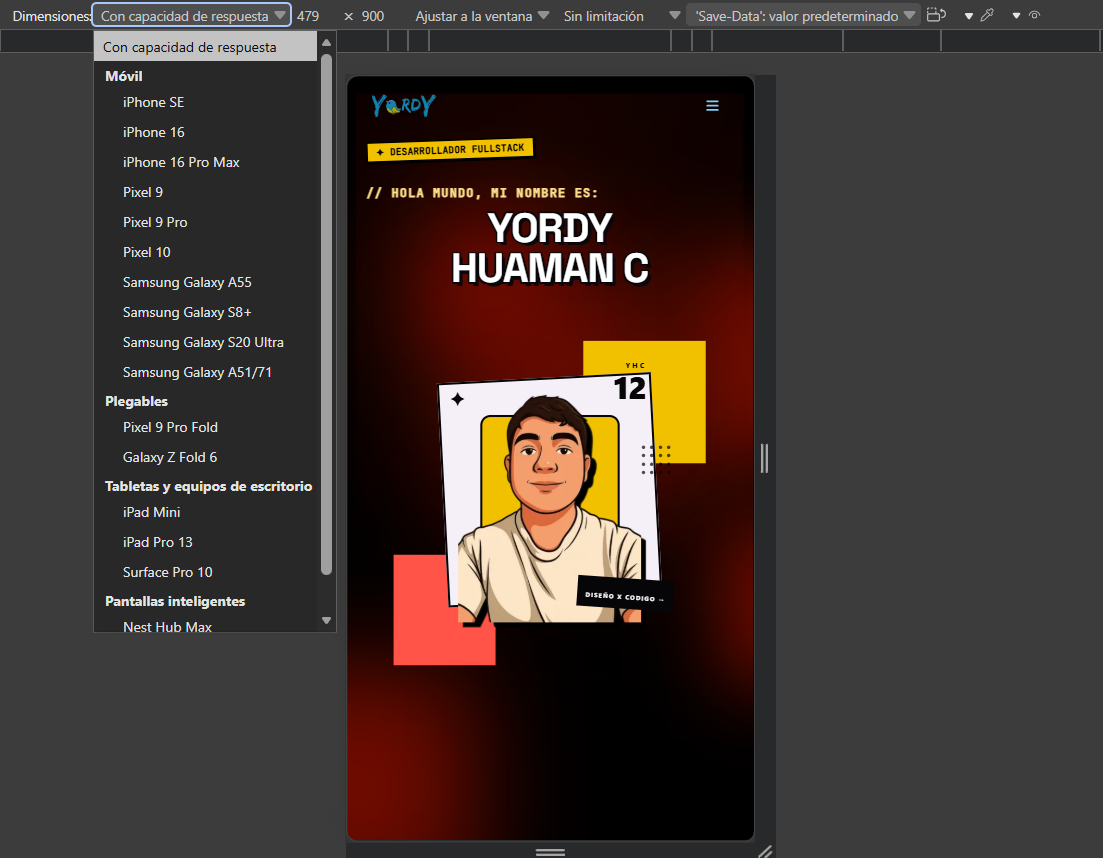 Dimensiones: Con capacidad de respuesta 479 × 900 Ajustar a la ventana Sin limitación 'Save-Data': valor predeterminado
Con capacidad de respuesta
Móvil
iPhone SE
iPhone 16
iPhone 16 Pro Max
Pixel 9
Pixel 9 Pro
Pixel 10
Samsung Galaxy A55
Samsung Galaxy S8+
Samsung Galaxy S20 Ultra
Samsung Galaxy A51/71
Plegables
Pixel 9 Pro Fold
Galaxy Z Fold 6
Tabletas y equipos de escritorio
iPad Mini
iPad Pro 13
Surface Pro 10
Pantallas inteligentes
Nest Hub Max
YORDY
✦ DESARROLLADOR FULLSTACK
// HOLA MUNDO, MI NOMBRE ES:
YORDY
HUAMAN C
YHC
12
DISEÑO X CODIGO →